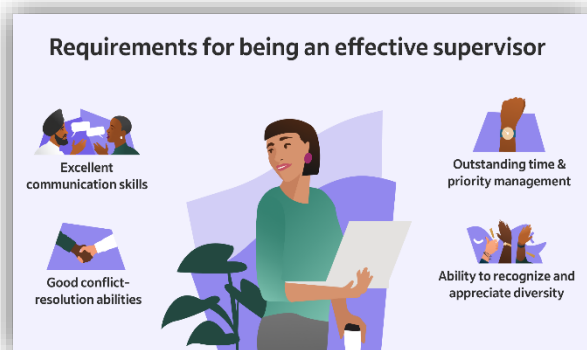 Requirements for being an effective supervisor
Excellent
communication skills
Outstanding time &
priority management
Good conflict-
resolution abilities
Ability to recognize and
appreciate diversity